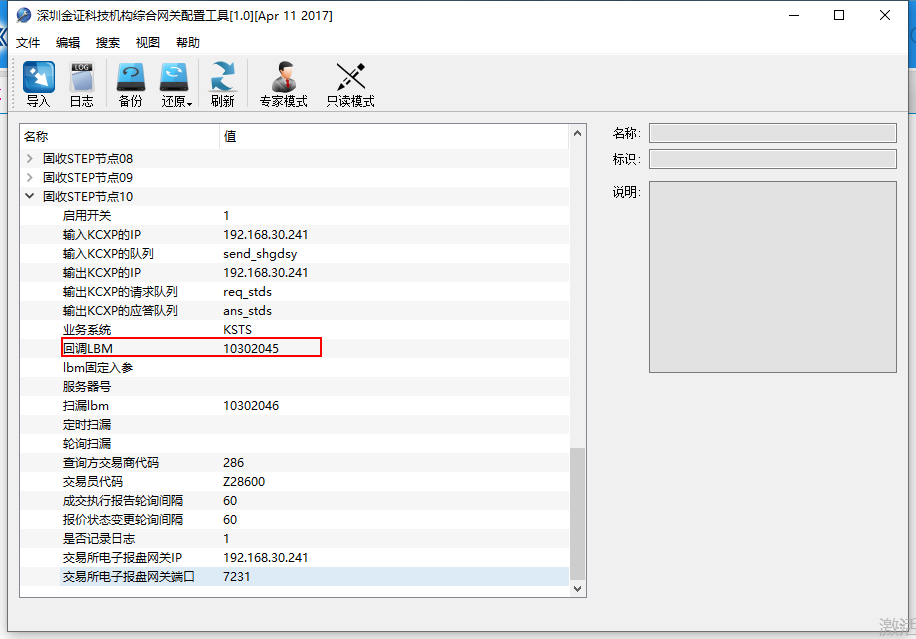 深圳金证科技机构综合网关配置工具[1.0][Apr 11 2017]
文件 编辑 搜索 视图 帮助
LOG
导入 日志 备份 还原 刷新 专家模式 只读模式
名称 值
固收STEP节点08
固收STEP节点09
固收STEP节点10
启用开关 1
输入KCXP的IP 192.168.30.241
输入KCXP的队列 send_shgdsy
输出KCXP的IP 192.168.30.241
输出KCXP的请求队列 req_stds
输出KCXP的应答队列 ans_stds
业务系统 KSTS
回调LBM 10302045
lbm固定入参
服务器号
扫漏lbm 10302046
定时扫漏
轮询扫漏
查询方交易商代码 286
交易员代码 Z28600
成交执行报告轮询间隔 60
报价状态变更轮询间隔 60
是否记录日志 1
交易所电子报盘网关IP 192.168.30.241
交易所电子报盘网关端口 7231
名称:
标识:
说明:
激活